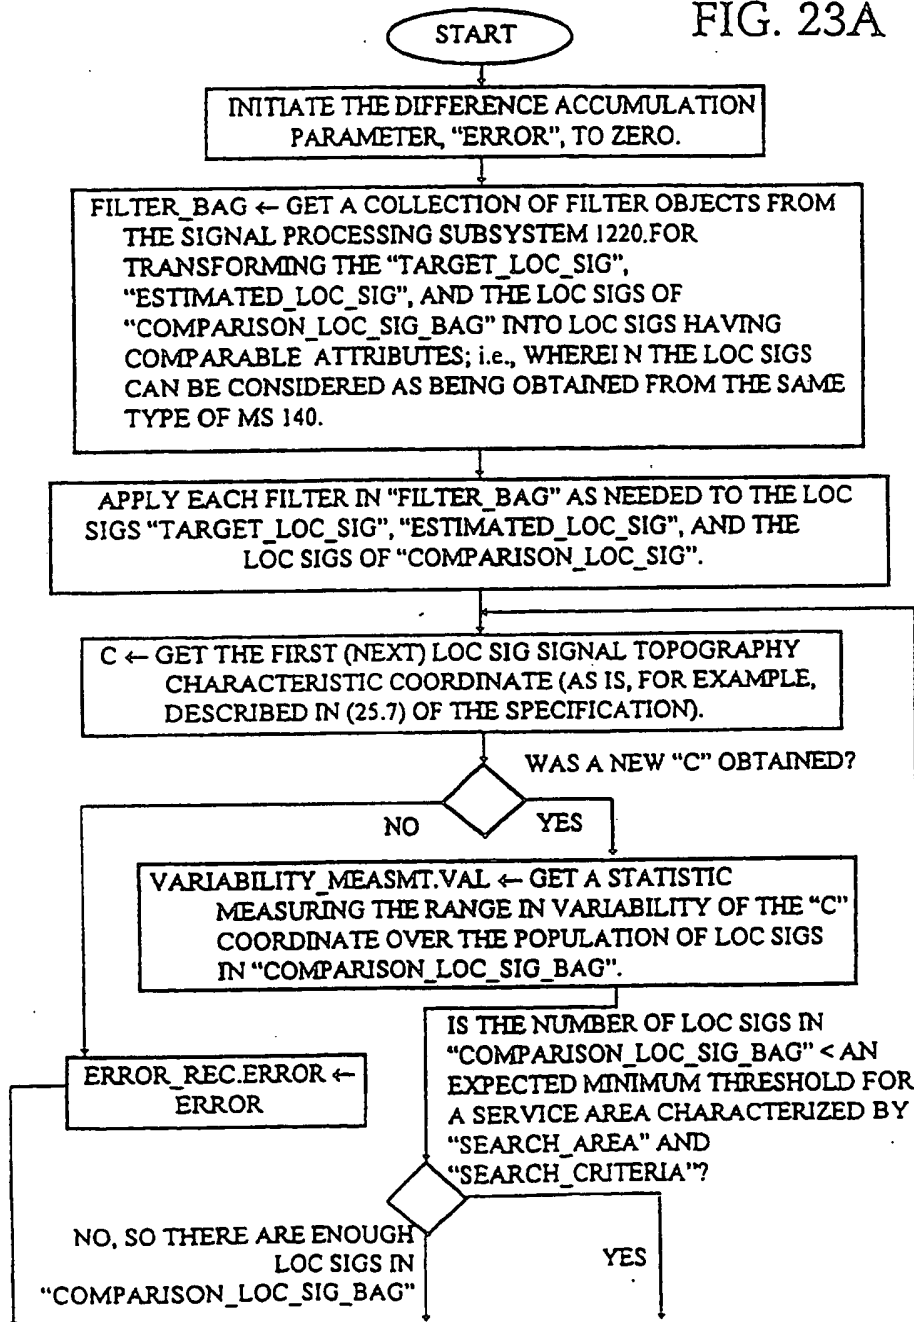 FIG. 23A
START
INITIATE THE DIFFERENCE ACCUMULATION
PARAMETER, “ERROR”, TO ZERO.
FILTER_BAG ← GET A COLLECTION OF FILTER OBJECTS FROM
THE SIGNAL PROCESSING SUBSYSTEM 1220.FOR
TRANSFORMING THE “TARGET_LOC_SIG”,
“ESTIMATED_LOC_SIG”, AND THE LOC SIGS OF
“COMPARISON_LOC_SIG_BAG” INTO LOC SIGS HAVING
COMPARABLE ATTRIBUTES; i.e., WHEREI N THE LOC SIGS
CAN BE CONSIDERED AS BEING OBTAINED FROM THE SAME
TYPE OF MS 140.
APPLY EACH FILTER IN “FILTER_BAG” AS NEEDED TO THE LOC
SIGS “TARGET_LOC_SIG”, “ESTIMATED_LOC_SIG”, AND THE
LOC SIGS OF “COMPARISON_LOC_SIG”.
C ← GET THE FIRST (NEXT) LOC SIG SIGNAL TOPOGRAPHY
CHARACTERISTIC COORDINATE (AS IS, FOR EXAMPLE,
DESCRIBED IN (25.7) OF THE SPECIFICATION).
WAS A NEW “C” OBTAINED?
NO
YES
VARIABILITY_MEASMT.VAL ← GET A STATISTIC
MEASURING THE RANGE IN VARIABILITY OF THE “C”
COORDINATE OVER THE POPULATION OF LOC SIGS
IN “COMPARISON_LOC_SIG_BAG”.
ERROR_REC.ERROR ←
ERROR
IS THE NUMBER OF LOC SIGS IN
“COMPARISON_LOC_SIG_BAG” < AN
EXPECTED MINIMUM THRESHOLD FOR
A SERVICE AREA CHARACTERIZED BY
“SEARCH_AREA” AND
“SEARCH_CRITERIA”?
NO, SO THERE ARE ENOUGH
LOC SIGS IN
“COMPARISON_LOC_SIG_BAG”
YES